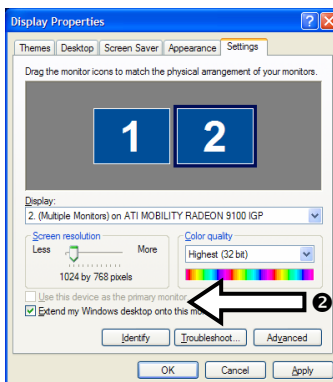 Display Properties
Themes Desktop Screen Saver Appearance Settings
Drag the monitor icons to match the physical arrangement of your monitors.
1 2
Display:
2. (Multiple Monitors) on ATI MOBILITY RADEON 9100 IGP
Screen resolution Color quality
Less More Highest (32 bit)
1024 by 768 pixels
Use this device as the primary monitor.
Extend my Windows desktop onto this mo
❷
Identify Troubleshoot... Advanced
OK Cancel Apply